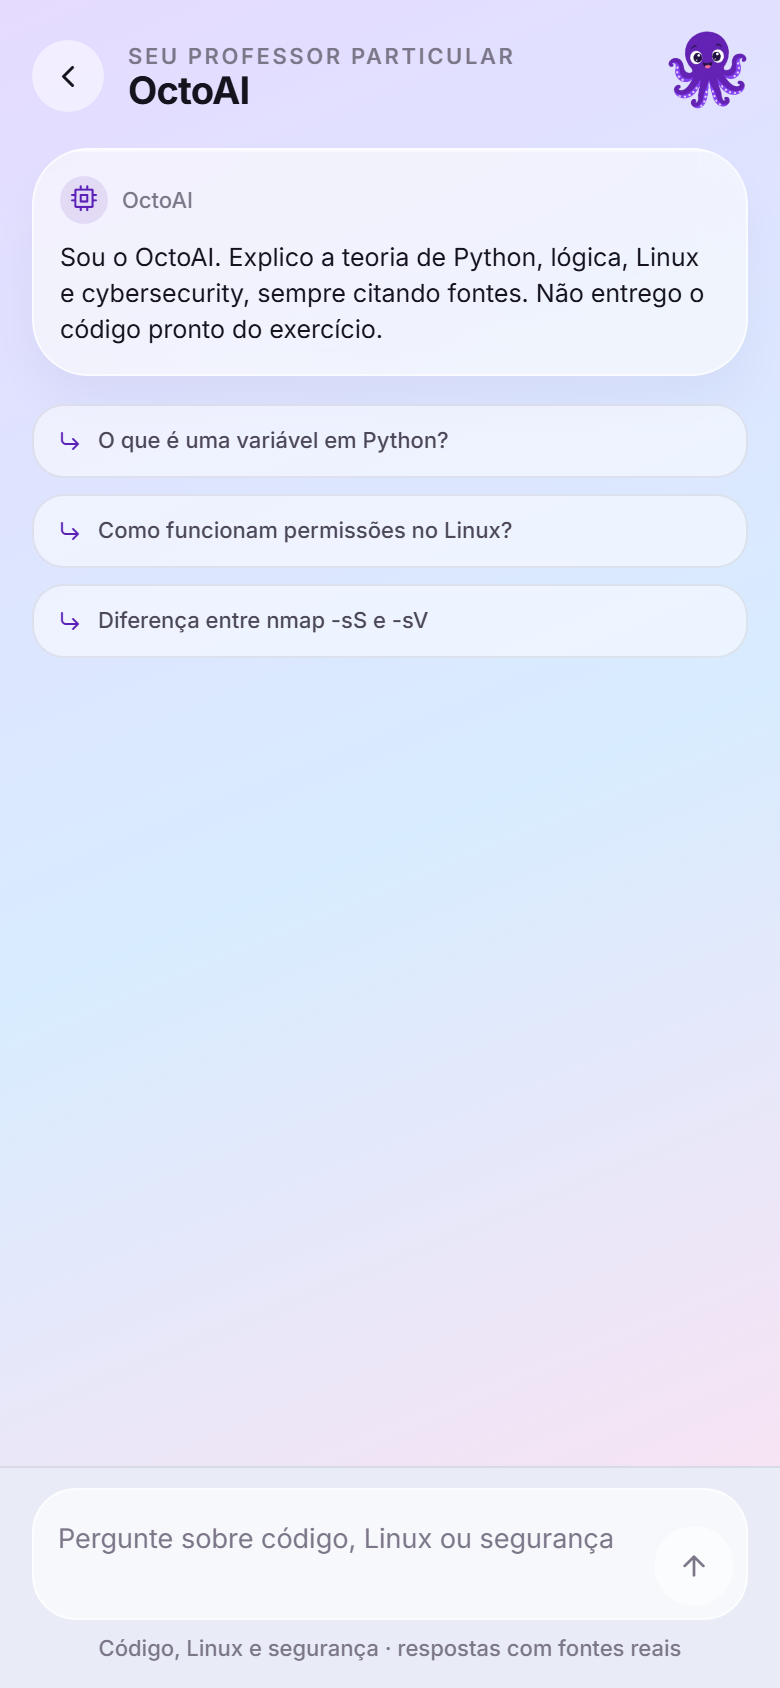 SEU PROFESSOR PARTICULAR
OctoAI
OctoAI
Sou o OctoAI. Explico a teoria de Python, lógica, Linux
e cybersecurity, sempre citando fontes. Não entrego o
código pronto do exercício.
O que é uma variável em Python?
Como funcionam permissões no Linux?
Diferença entre nmap -sS e -sV
Pergunte sobre código, Linux ou segurança
Código, Linux e segurança · respostas com fontes reais